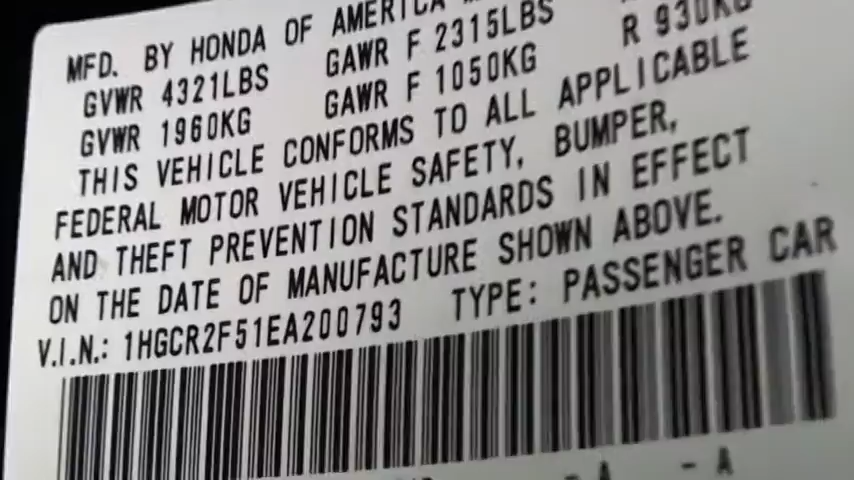 MFD. BY HONDA OF AMERICA
GVWR 4321LBS GAWR F 2315LBS
GVWR 1960KG GAWR F 1050KG R 930KG
THIS VEHICLE CONFORMS TO ALL APPLICABLE
FEDERAL MOTOR VEHICLE SAFETY, BUMPER,
AND THEFT PREVENTION STANDARDS IN EFFECT
ON THE DATE OF MANUFACTURE SHOWN ABOVE.
V.I.N.: 1HGCR2F51EA200793 TYPE: PASSENGER CAR
- A - A